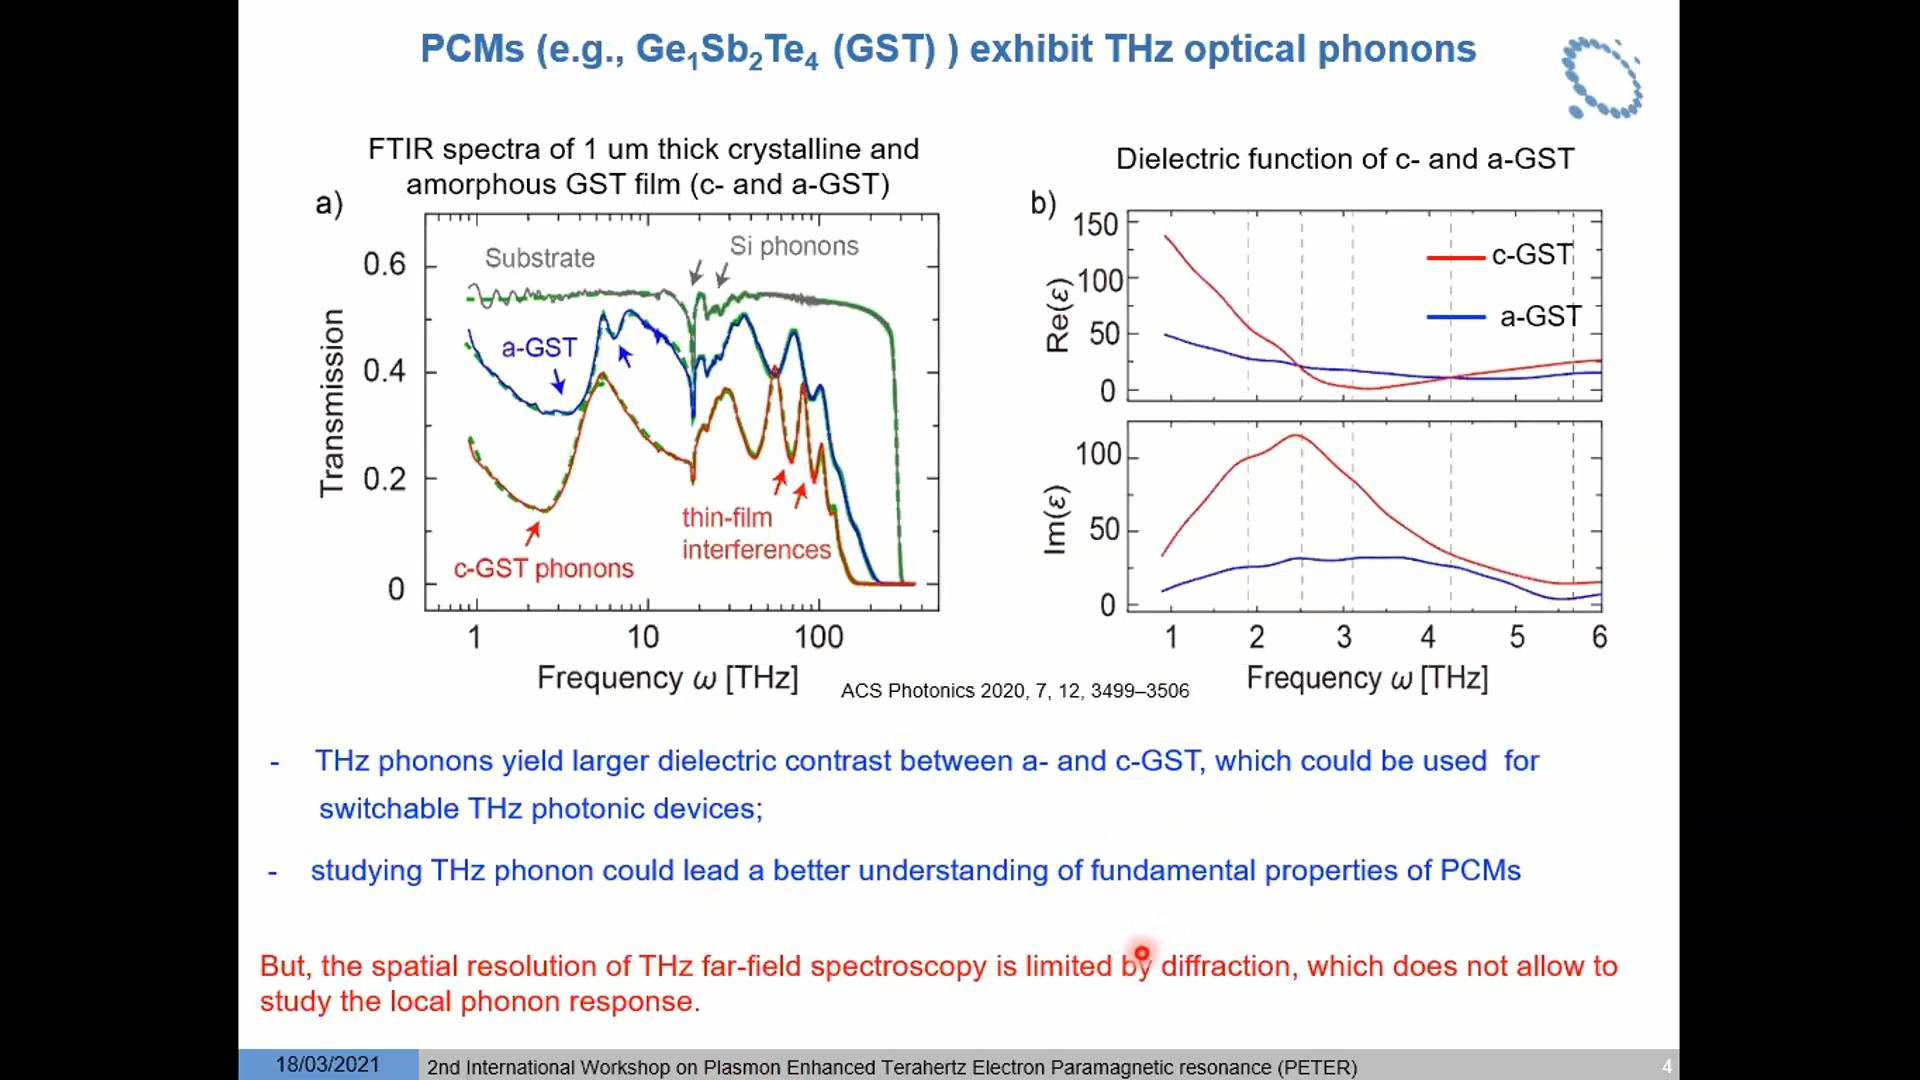 PCMs (e.g., Ge1Sb2Te4 (GST) ) exhibit THz optical phonons
FTIR spectra of 1 um thick crystalline and
amorphous GST film (c- and a-GST)
a)
Substrate
Si phonons
a-GST
thin-film
interferences
c-GST phonons
Transmission
0.6
0.4
0.2
0
1
10
100
Frequency ω [THz]
Dielectric function of c- and a-GST
b)
Re(ε)
150
100
50
0
c-GST
a-GST
Im(ε)
100
50
0
1
2
3
4
5
6
Frequency ω [THz]
ACS Photonics 2020, 7, 12, 3499–3506
- THz phonons yield larger dielectric contrast between a- and c-GST, which could be used for
switchable THz photonic devices;
- studying THz phonon could lead a better understanding of fundamental properties of PCMs
But, the spatial resolution of THz far-field spectroscopy is limited by diffraction, which does not allow to
study the local phonon response.
18/03/2021
2nd International Workshop on Plasmon Enhanced Terahertz Electron Paramagnetic resonance (PETER)
4